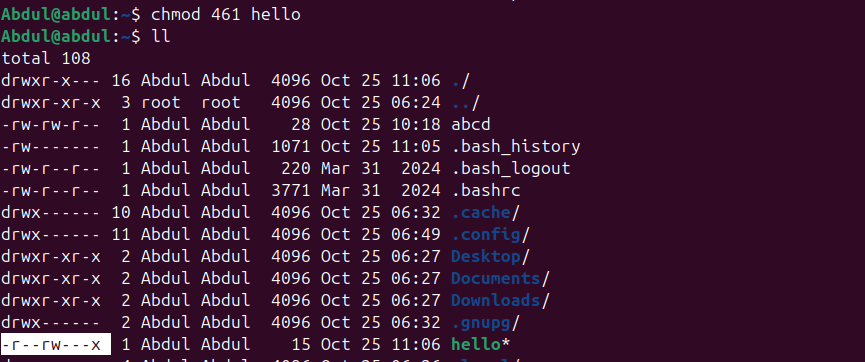 Abdul@abdul:~$ chmod 461 hello
Abdul@abdul:~$ ll
total 108
drwxr-x--- 16 Abdul Abdul 4096 Oct 25 11:06 ./
drwxr-xr-x 3 root root 4096 Oct 25 06:24 ../
-rw-rw-r-- 1 Abdul Abdul 28 Oct 25 10:18 abcd
-rw------- 1 Abdul Abdul 1071 Oct 25 11:05 .bash_history
-rw-r--r-- 1 Abdul Abdul 220 Mar 31 2024 .bash_logout
-rw-r--r-- 1 Abdul Abdul 3771 Mar 31 2024 .bashrc
drwx------ 10 Abdul Abdul 4096 Oct 25 06:32 .cache/
drwx------ 11 Abdul Abdul 4096 Oct 25 06:49 .config/
drwxr-xr-x 2 Abdul Abdul 4096 Oct 25 06:27 Desktop/
drwxr-xr-x 2 Abdul Abdul 4096 Oct 25 06:27 Documents/
drwxr-xr-x 2 Abdul Abdul 4096 Oct 25 06:27 Downloads/
drwx------ 2 Abdul Abdul 4096 Oct 25 06:32 .gnupg/
-r--rw---x 1 Abdul Abdul 15 Oct 25 11:06 hello*